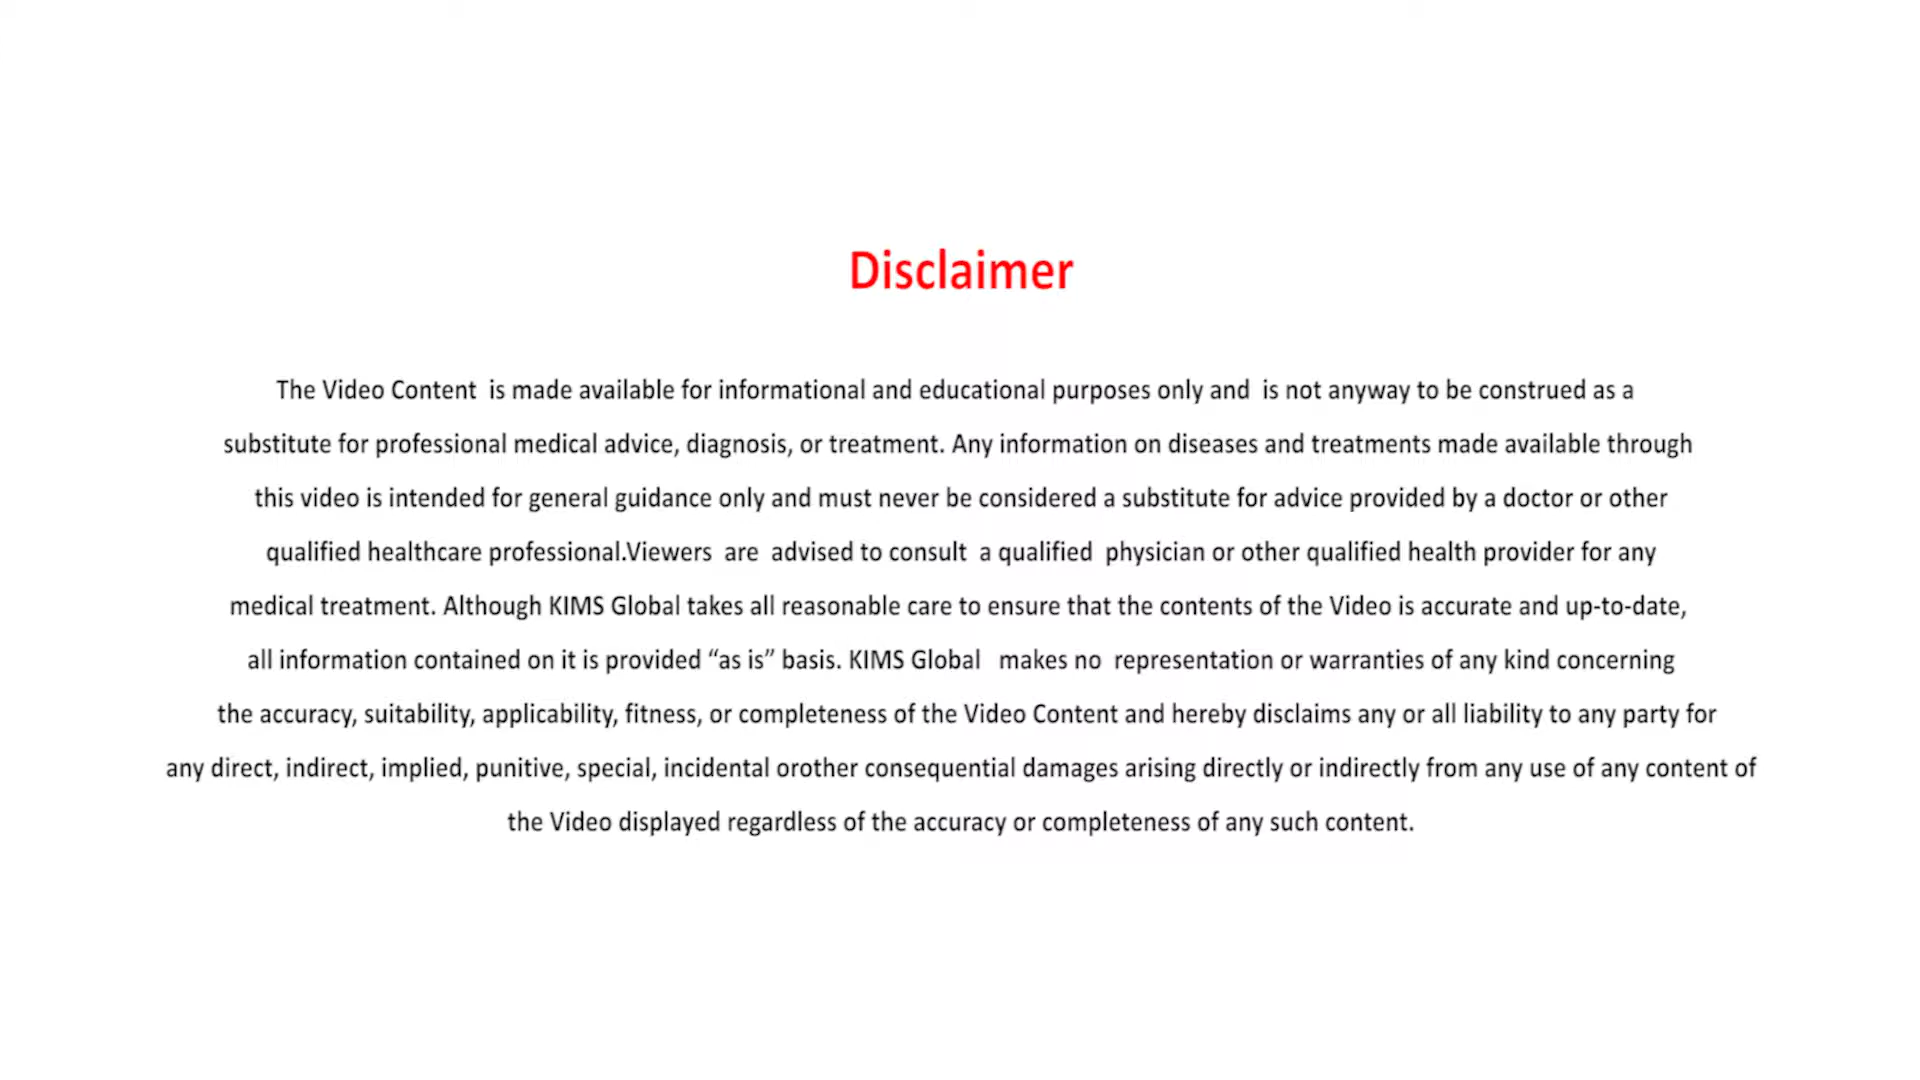 Disclaimer
The Video Content  is made available for informational and educational purposes only and  is not anyway to be construed as a
substitute for professional medical advice, diagnosis, or treatment. Any information on diseases and treatments made available through
this video is intended for general guidance only and must never be considered a substitute for advice provided by a doctor or other
qualified healthcare professional.Viewers  are  advised to consult  a qualified  physician or other qualified health provider for any
medical treatment. Although KIMS Global takes all reasonable care to ensure that the contents of the Video is accurate and up-to-date,
all information contained on it is provided “as is” basis. KIMS Global   makes no  representation or warranties of any kind concerning
the accuracy, suitability, applicability, fitness, or completeness of the Video Content and hereby disclaims any or all liability to any party for
any direct, indirect, implied, punitive, special, incidental orother consequential damages arising directly or indirectly from any use of any content of
the Video displayed regardless of the accuracy or completeness of any such content.